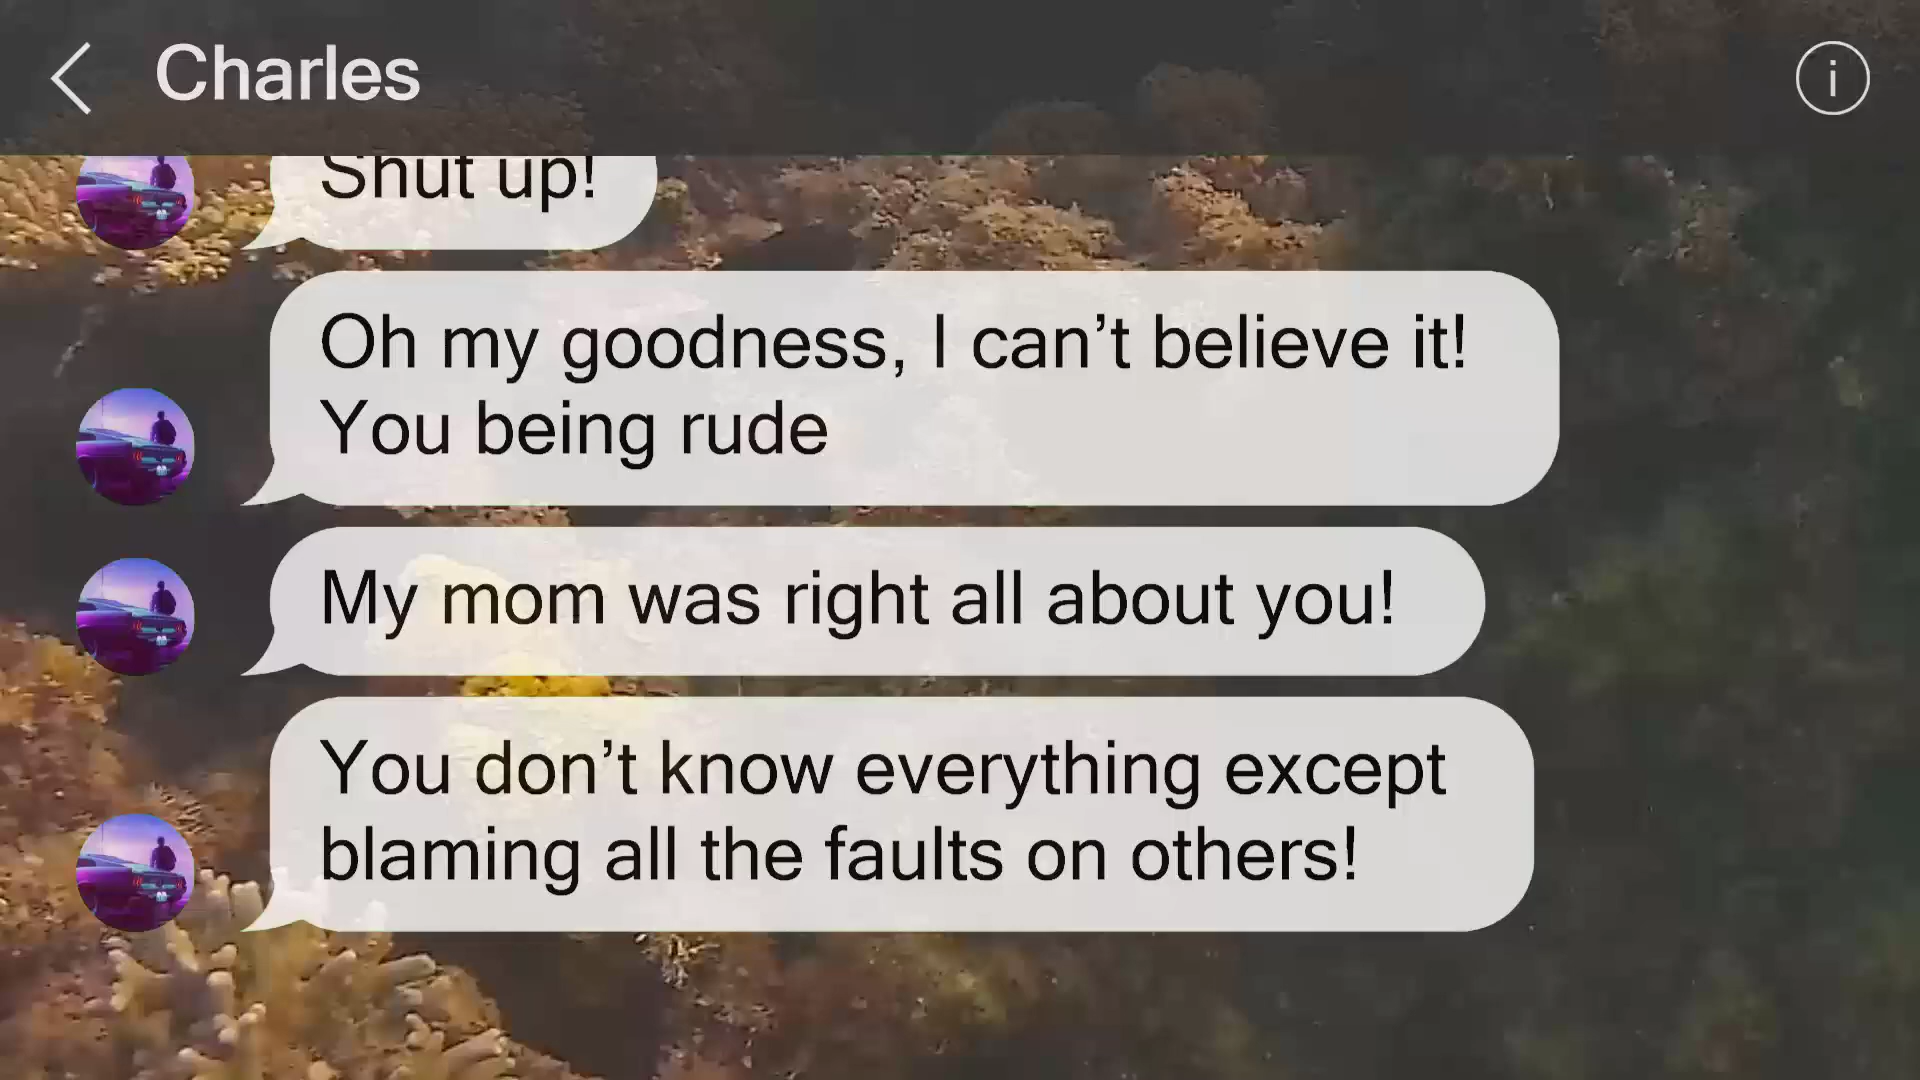 Charles
i
Shut up!
Oh my goodness, I can’t believe it!
You being rude
My mom was right all about you!
You don’t know everything except
blaming all the faults on others!